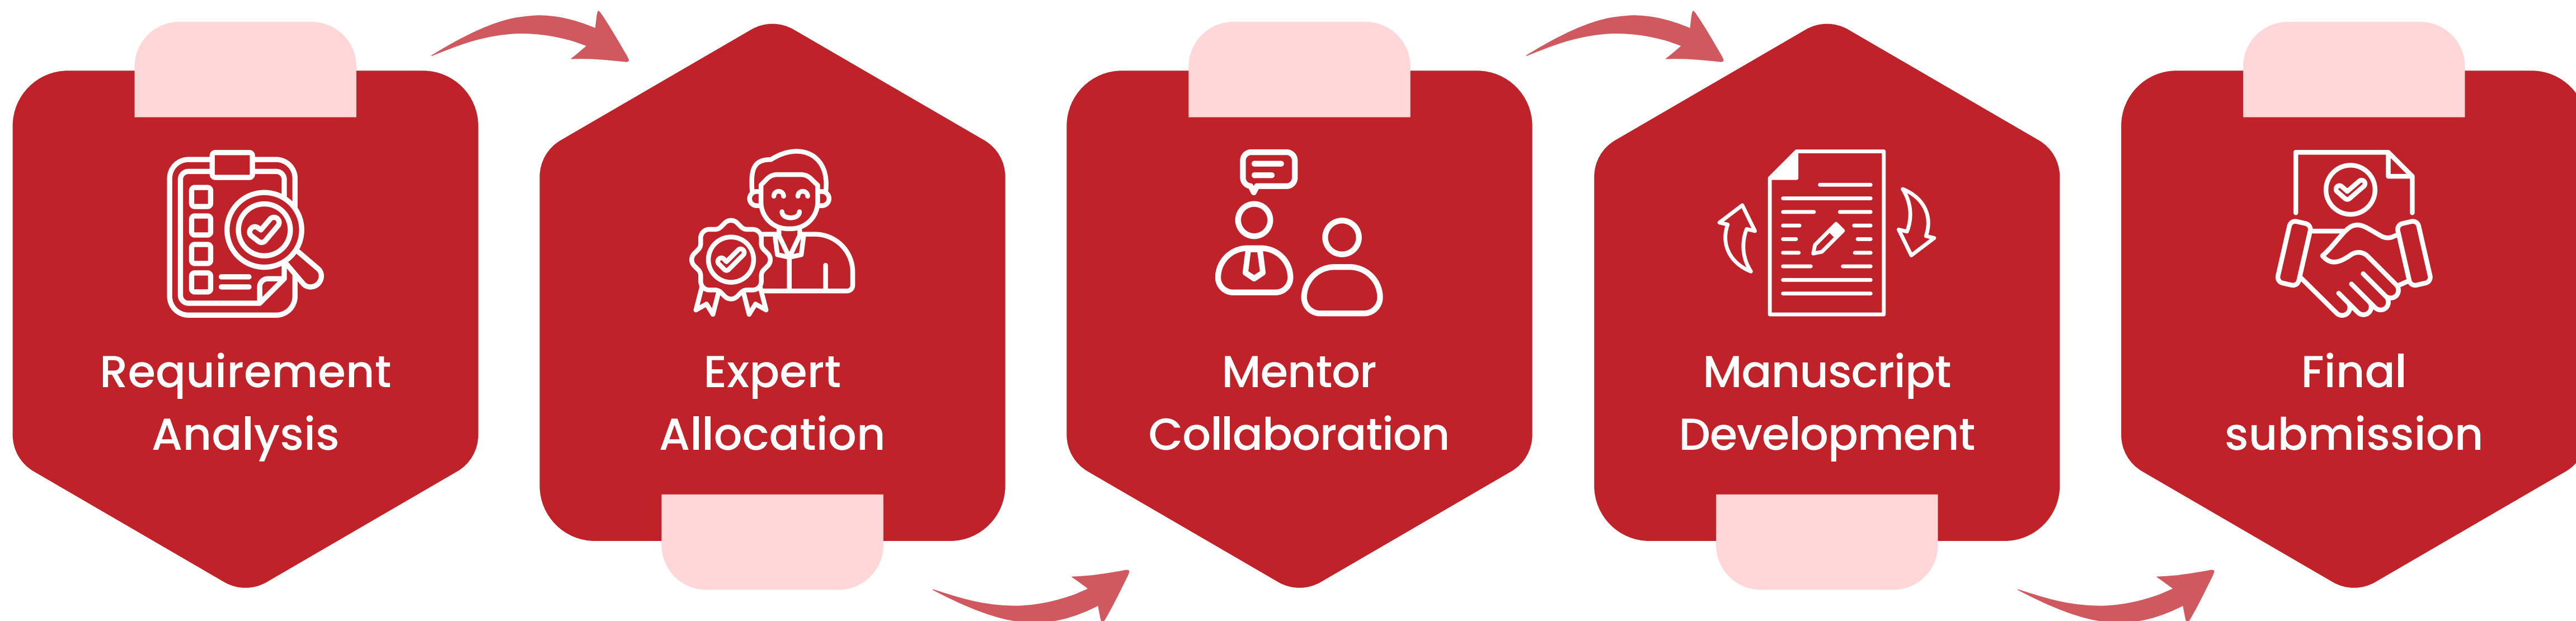 Requirement
Analysis
Expert
Allocation
Mentor
Collaboration
Manuscript
Development
Final
submission